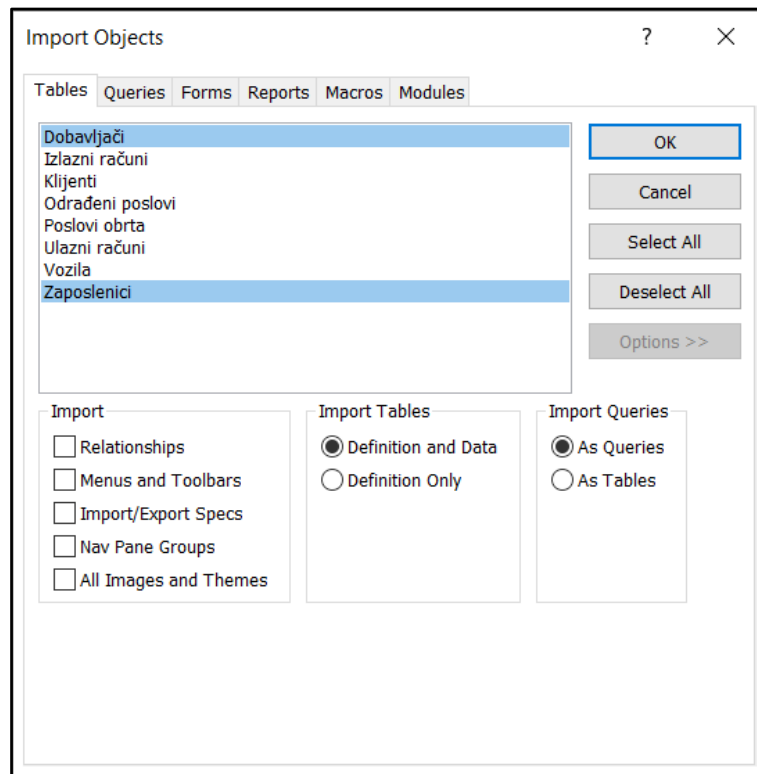 Import Objects ? ×
Tables Queries Forms Reports Macros Modules
Dobavljači
Izlazni računi
Klijenti
Odrađeni poslovi
Poslovi obrta
Ulazni računi
Vozila
Zaposlenici
OK
Cancel
Select All
Deselect All
Options >>
Import
Relationships
Menus and Toolbars
Import/Export Specs
Nav Pane Groups
All Images and Themes
Import Tables
Definition and Data
Definition Only
Import Queries
As Queries
As Tables